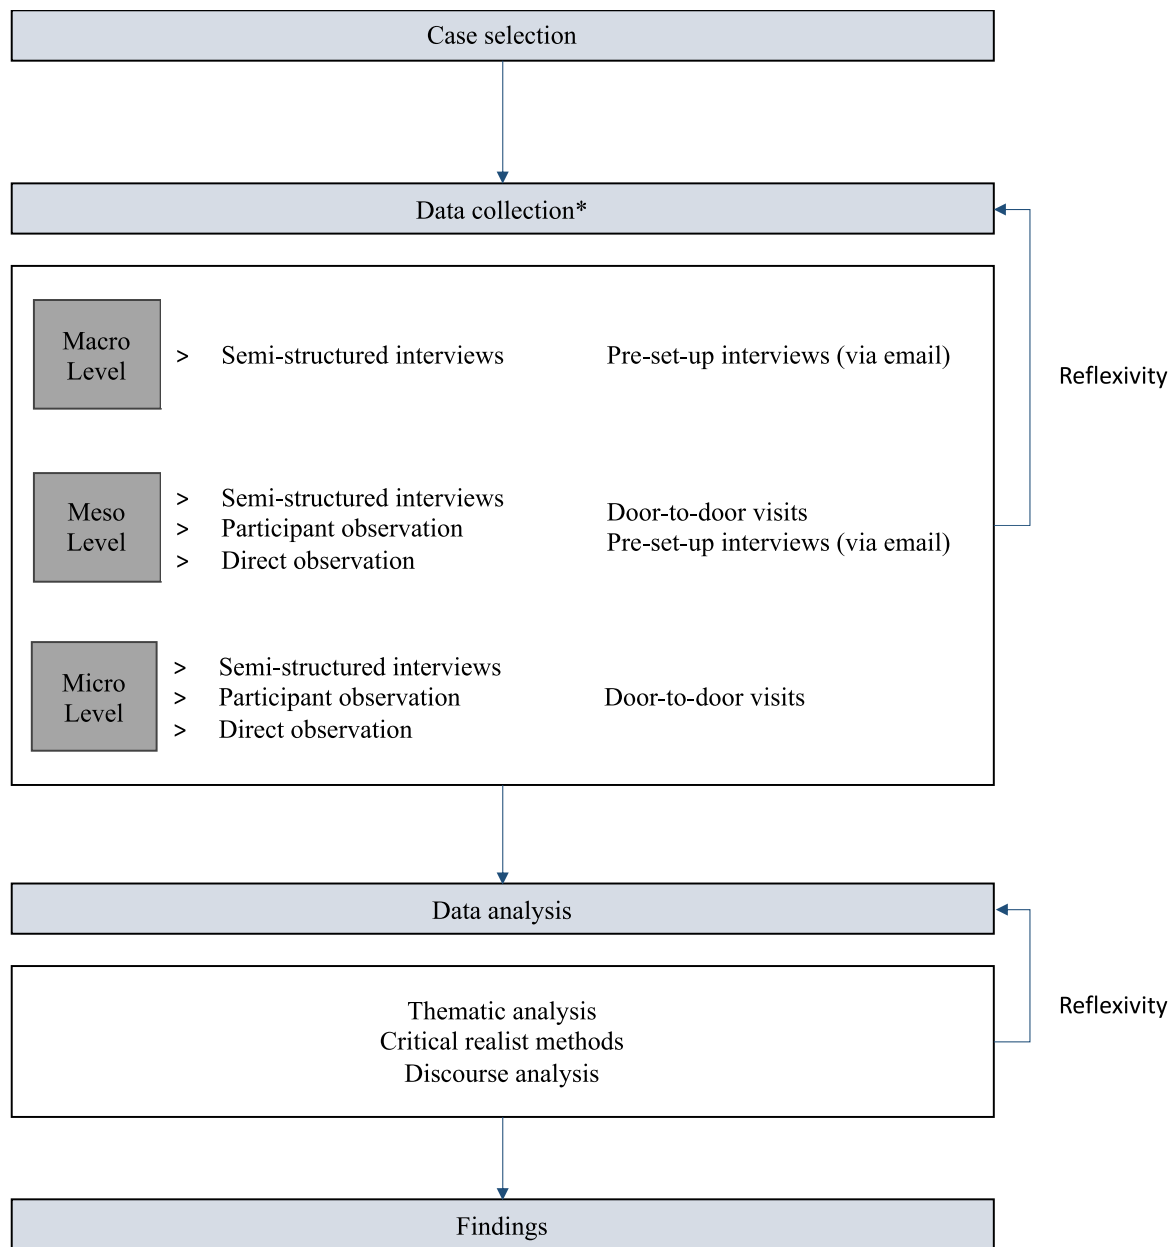 Case selection
Data collection*
Macro
Level
> Semi-structured interviews
Pre-set-up interviews (via email)
Reflexivity
Meso
Level
> Semi-structured interviews
> Participant observation
> Direct observation
Door-to-door visits
Pre-set-up interviews (via email)
Micro
Level
> Semi-structured interviews
> Participant observation
> Direct observation
Door-to-door visits
Data analysis
Thematic analysis
Critical realist methods
Discourse analysis
Reflexivity
Findings